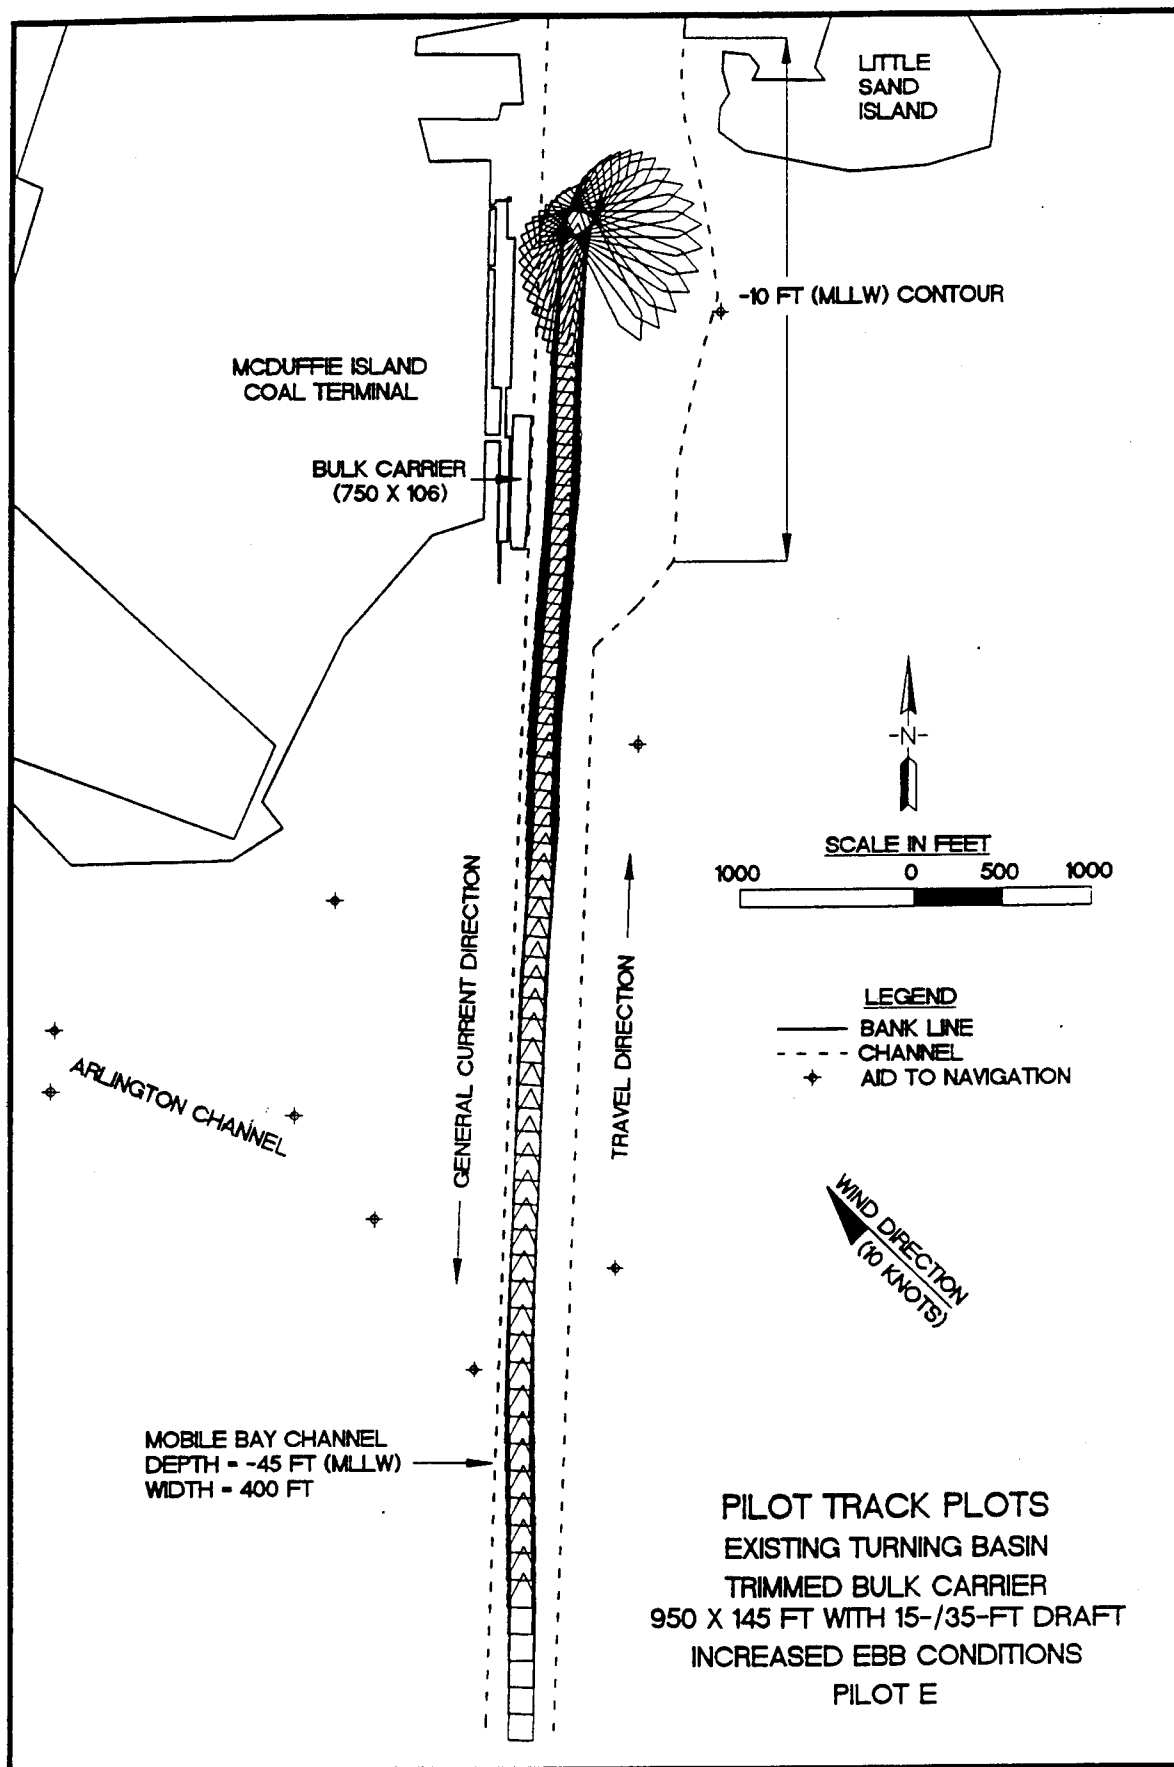 LITTLE
SAND
ISLAND
-10 FT (MLLW) CONTOUR
MCDUFFIE ISLAND
COAL TERMINAL
BULK CARRIER
(750 X 106)
-N-
SCALE IN FEET
1000 0 500 1000
GENERAL CURRENT DIRECTION
TRAVEL DIRECTION
LEGEND
BANK LINE
CHANNEL
AID TO NAVIGATION
ARLINGTON CHANNEL
WIND DIRECTION
(10 KNOTS)
MOBILE BAY CHANNEL
DEPTH = -45 FT (MLLW)
WIDTH = 400 FT
PILOT TRACK PLOTS
EXISTING TURNING BASIN
TRIMMED BULK CARRIER
950 X 145 FT WITH 15-/35-FT DRAFT
INCREASED EBB CONDITIONS
PILOT E